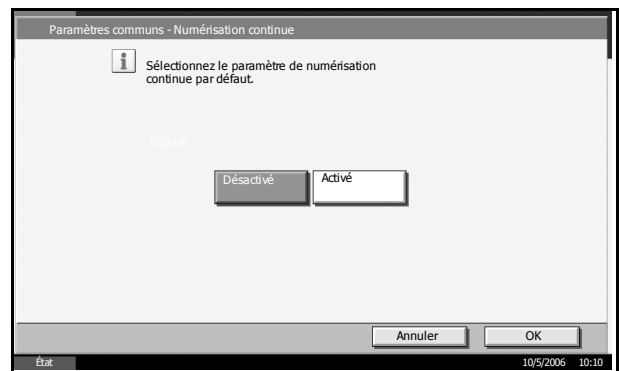 Paramètres communs - Numérisation continue
Sélectionnez le paramètre de numérisation
continue par défaut.
English
Désactivé
Activé
Annuler
OK
État
10/5/2006 10:10